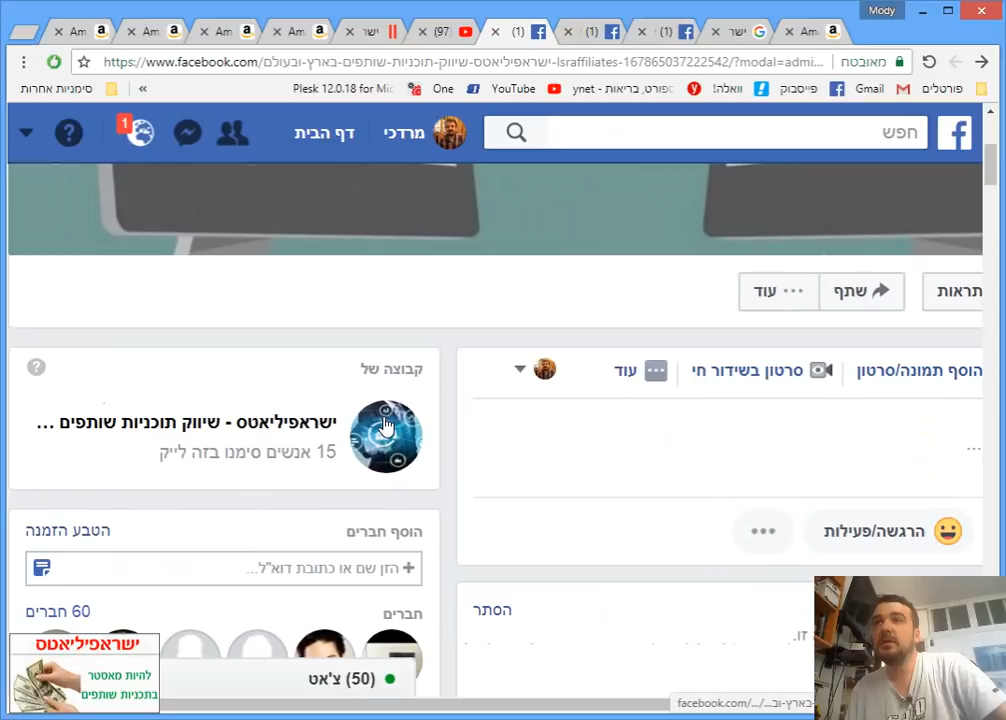 Mody
Am
Am
Am
Am
ישר
(97)
(1)
(1)
(1)
ישר
Am
https://www.facebook.com/ישראפיליאטס-שיווק-תוכניות-שותפים-בארץ-ובעולם-Israffiliates-167865037222542/?modal=admi...
מאובטח
פורטלים
Gmail
פייסבוק
וואלה!
ynet - ספורט, בריאות
YouTube
One
Plesk 12.0.18 for Mic
»
סימניות אחרות
חפש
מרדכי
דף הבית
1
תראות
שתף
עוד
קבוצה של
ישראפיליאטס - שיווק תוכניות שותפים ...
15 אנשים סימנו בזה לייק
הוסף תמונה/סרטון
סרטון בשידור חי
עוד
...
הרגשה/פעילות
הוסף חברים
הטבע הזמנה
הזן שם או כתובת דוא"ל...
חברים
60 חברים
הסתר
זו.
צ'אט (50)
ישראפיליאטס
להיות מאסטר
בתכניות שותפים
facebook.com/.../...בארץ-וב-